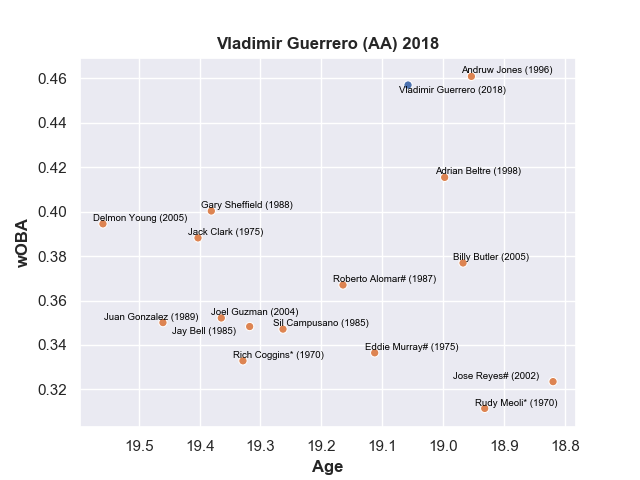 Vladimir Guerrero (AA) 2018
wOBA
0.46
0.44
0.42
0.40
0.38
0.36
0.34
0.32
Andruw Jones (1996)
Vladimir Guerrero (2018)
Adrian Beltre (1998)
Gary Sheffield (1988)
Delmon Young (2005)
Jack Clark (1975)
Billy Butler (2005)
Roberto Alomar# (1987)
Juan Gonzalez (1989)
Joel Guzman (2004)
Jay Bell (1985)
Sil Campusano (1985)
Eddie Murray# (1975)
Rich Coggins* (1970)
Jose Reyes# (2002)
Rudy Meoli* (1970)
19.5 19.4 19.3 19.2 19.1 19.0 18.9 18.8
Age